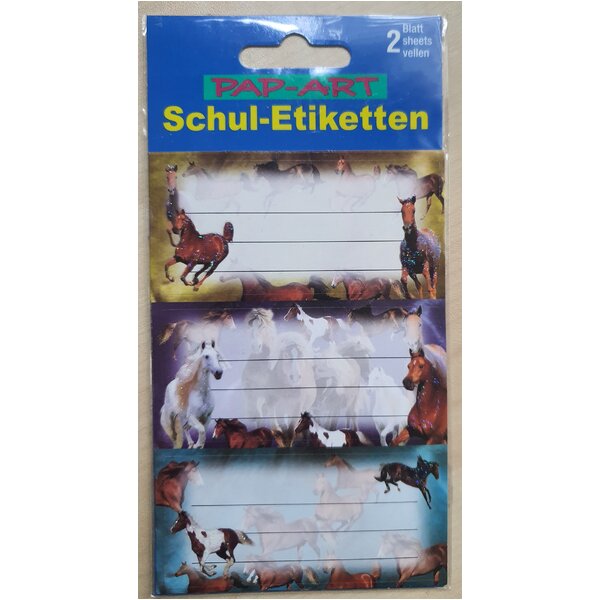 2 Blatt
sheets
vellen
PAP-ART
Schul-Etiketten